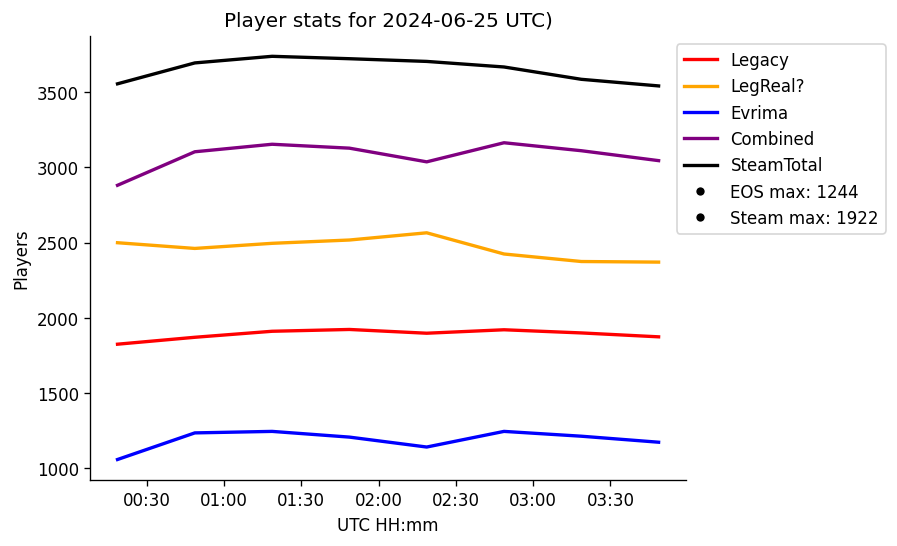 Player stats for 2024-06-25 UTC)
Legacy
LegReal?
Evrima
Combined
SteamTotal
EOS max: 1244
Steam max: 1922
Players
3500
3000
2500
2000
1500
1000
00:30 01:00 01:30 02:00 02:30 03:00 03:30
UTC HH:mm